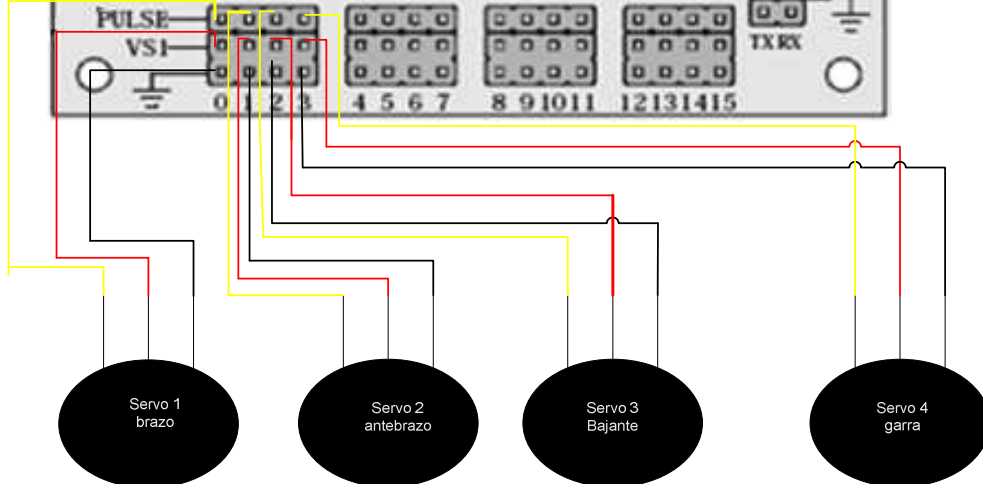 PULSE
TX RX
VS1
0 1 2 3 4 5 6 7 8 9 10 11 12 13 14 15
Servo 1
brazo
Servo 2
antebrazo
Servo 3
Bajante
Servo 4
garra